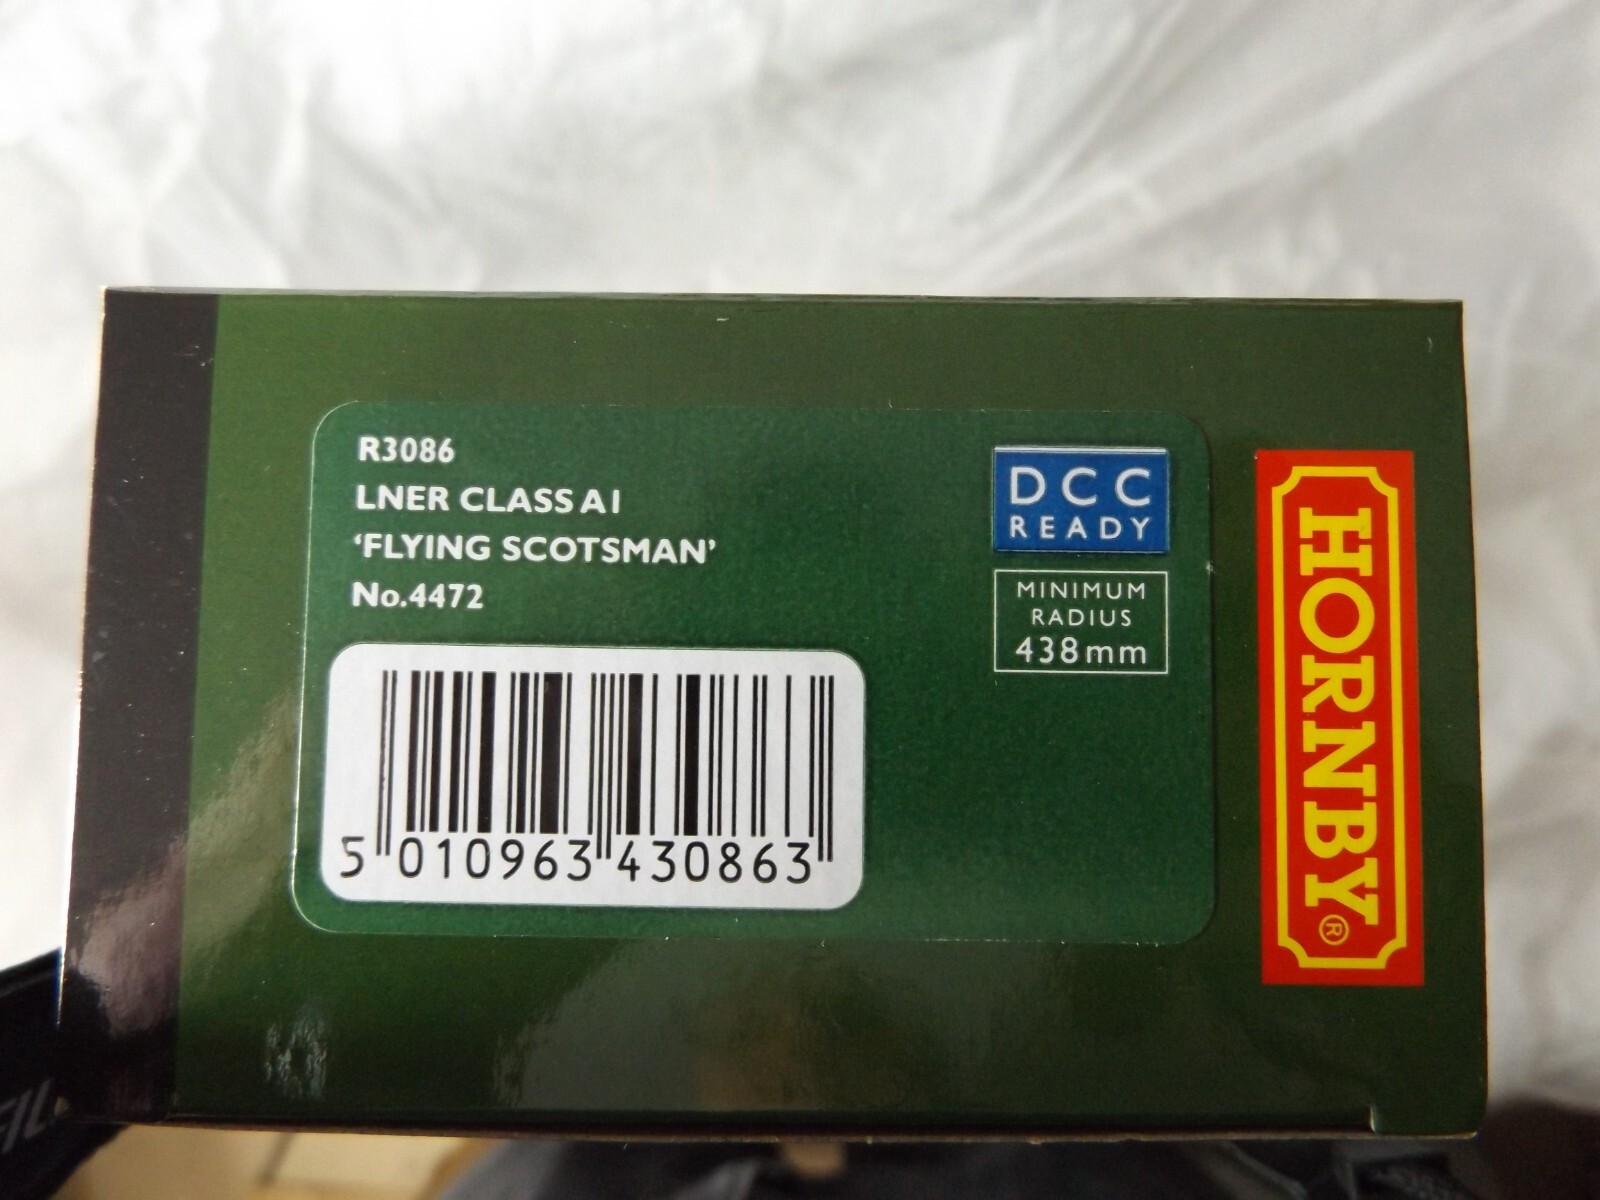 R3086
LNER CLASS A1
‘FLYING SCOTSMAN’
No.4472
DCC
READY
MINIMUM
RADIUS
438mm
5 010963 430863
HORNBY®